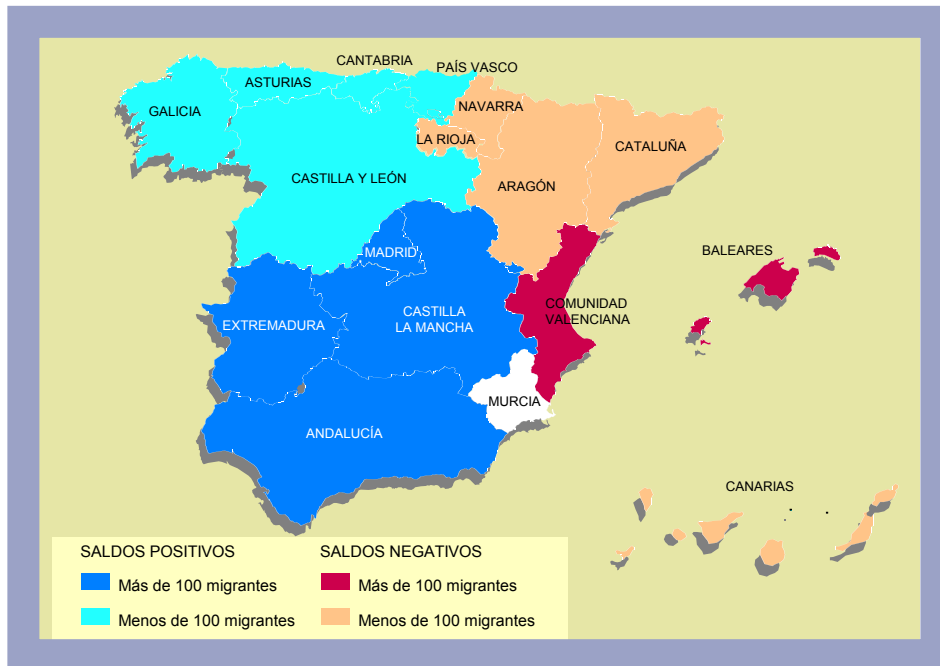 CANTABRIA
PAÍS VASCO
ASTURIAS
GALICIA
NAVARRA
LA RIOJA
CATALUÑA
CASTILLA Y LEÓN
ARAGÓN
MADRID
BALEARES
EXTREMADURA
CASTILLA
LA MANCHA
COMUNIDAD
VALENCIANA
MURCIA
ANDALUCÍA
CANARIAS
SALDOS POSITIVOS
Más de 100 migrantes
Menos de 100 migrantes
SALDOS NEGATIVOS
Más de 100 migrantes
Menos de 100 migrantes